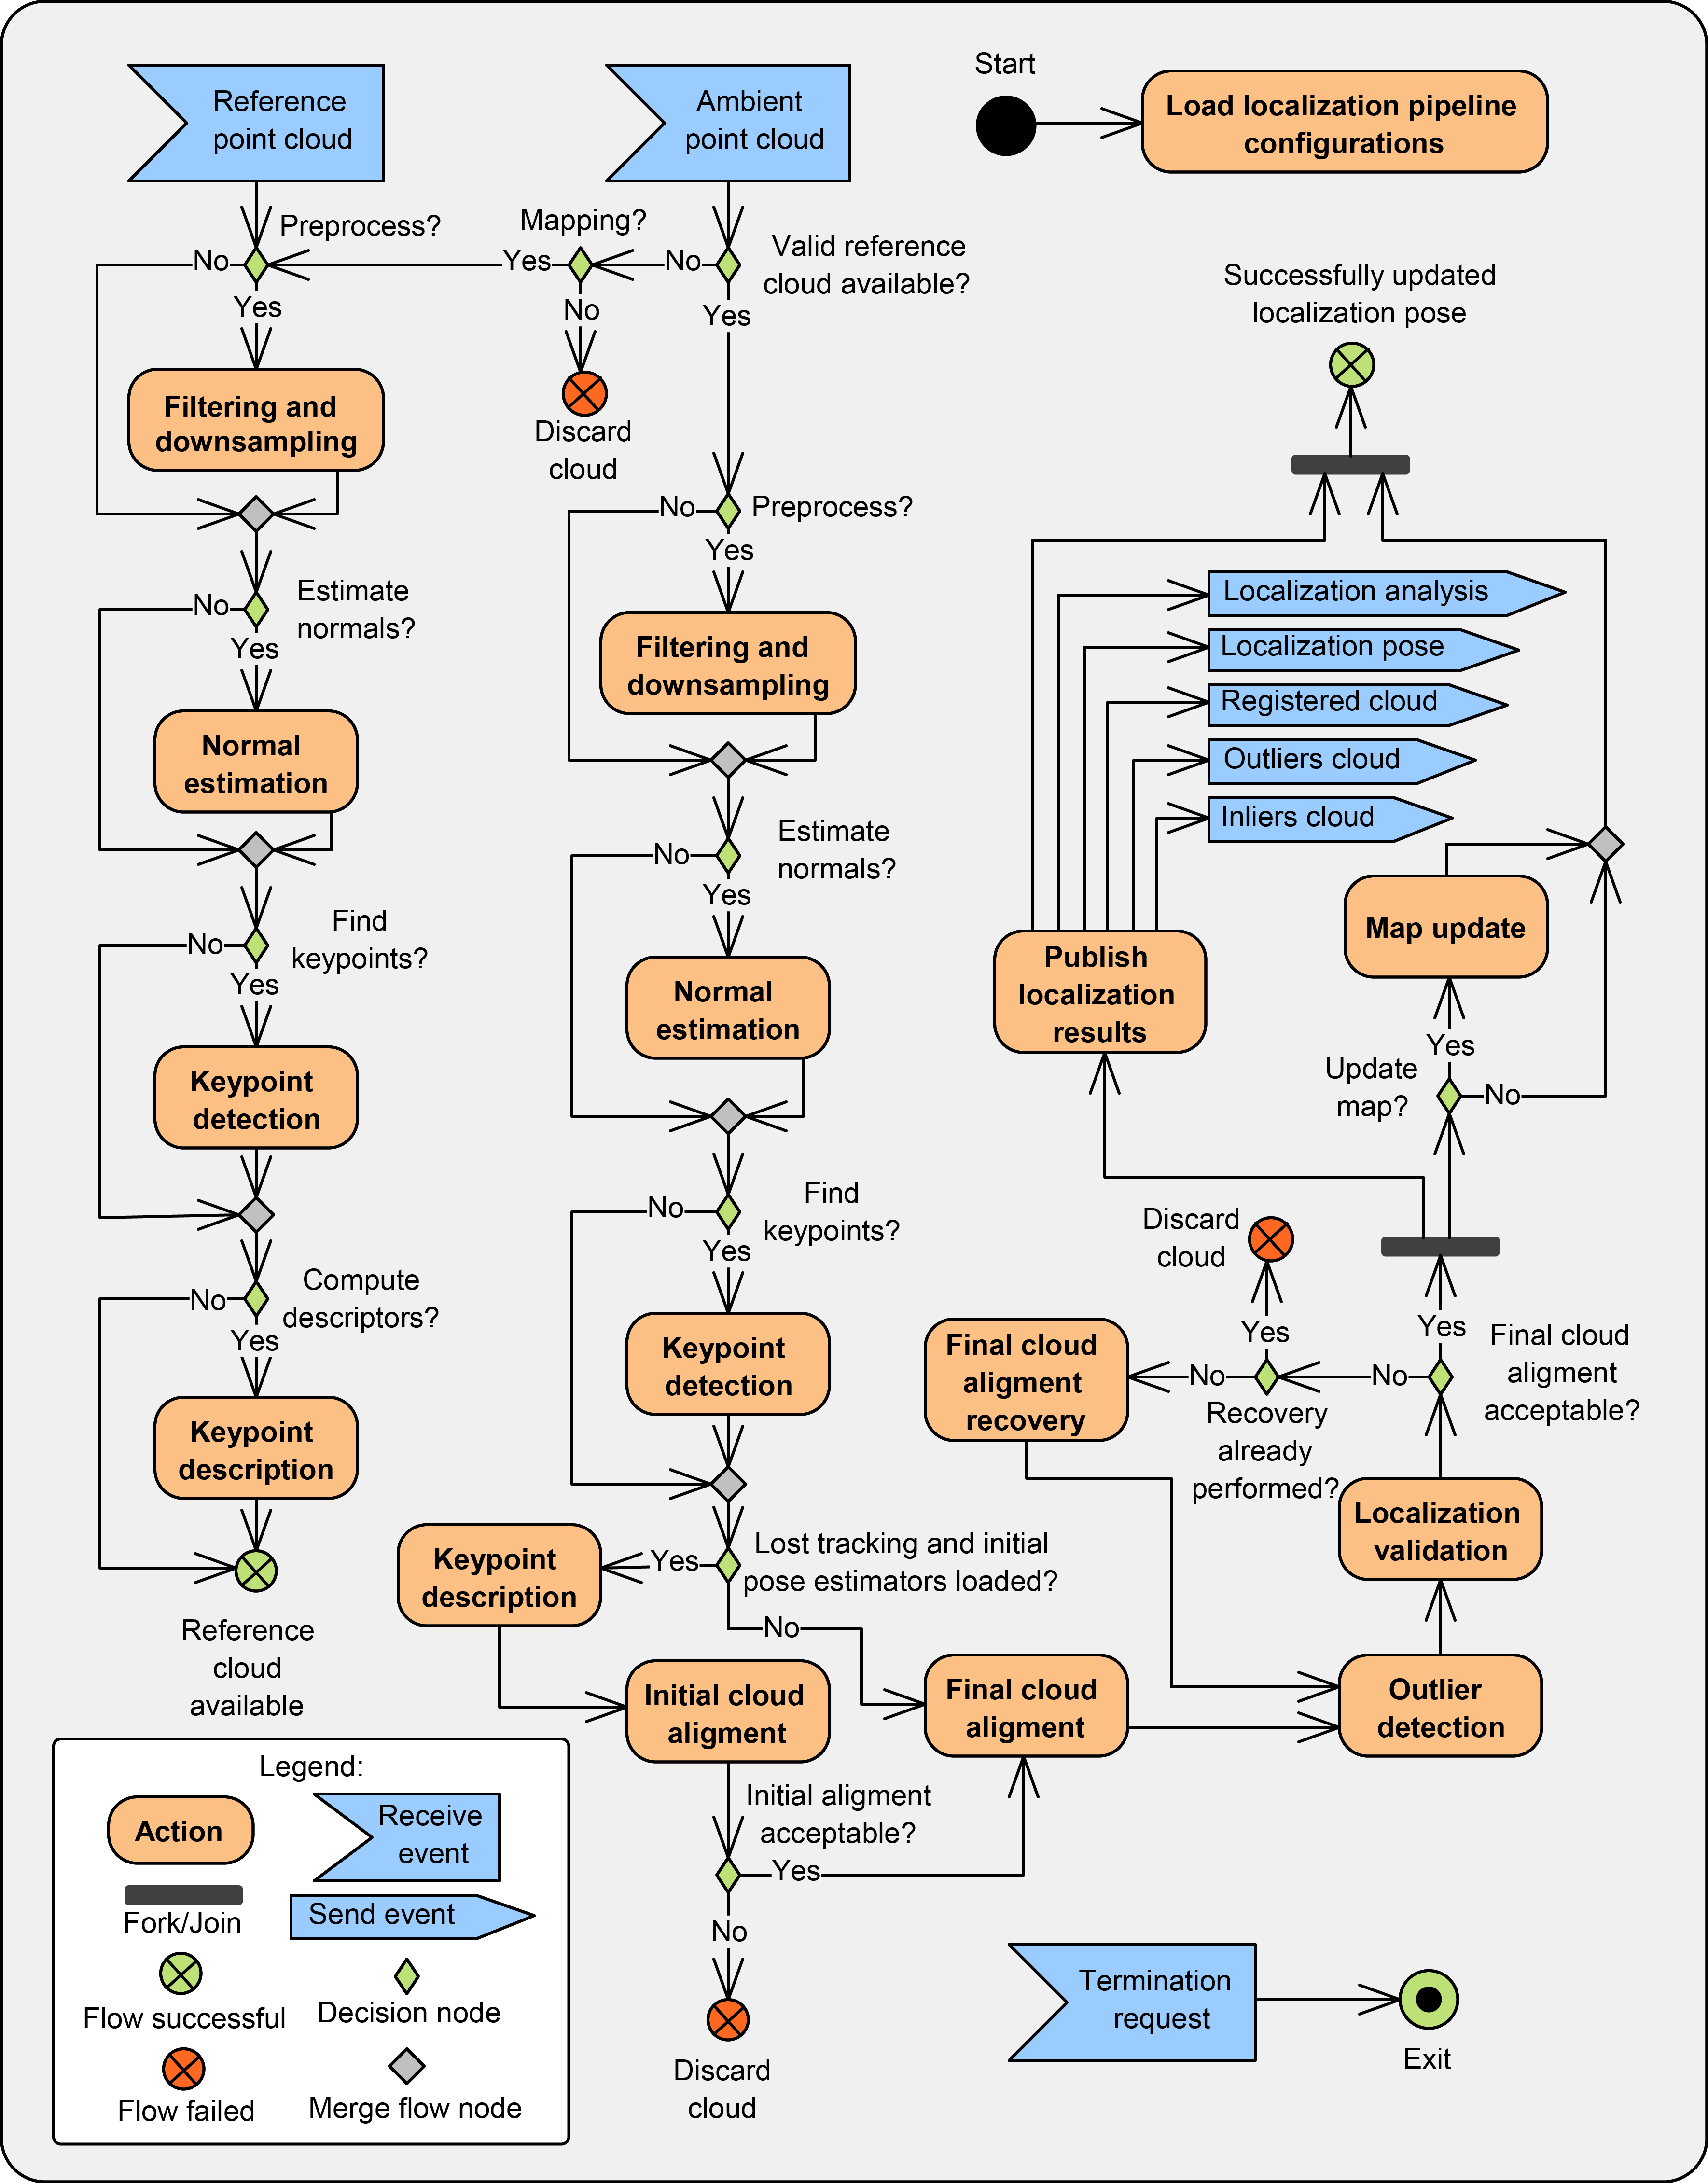 Reference
point cloud
Ambient
point cloud
Start
Load localization pipeline
configurations
Preprocess?
No
Yes
Mapping?
Yes
No
No
Valid reference
cloud available?
Yes
Discard
cloud
Filtering and
downsampling
Estimate
normals?
No
Yes
Normal
estimation
Find
keypoints?
No
Yes
Keypoint
detection
Compute
descriptors?
No
Yes
Keypoint
description
Reference
cloud
available
No
Preprocess?
Yes
Filtering and
downsampling
Estimate
normals?
No
Yes
Normal
estimation
Find
keypoints?
No
Yes
Keypoint
detection
Lost tracking and initial
pose estimators loaded?
Yes
No
Keypoint
description
Initial cloud
aligment
Initial aligment
acceptable?
Yes
No
Discard
cloud
Final cloud
aligment
Outlier
detection
Localization
validation
Final cloud
aligment
acceptable?
Yes
No
Recovery
already
performed?
No
Yes
Discard
cloud
Final cloud
aligment
recovery
Update
map?
Yes
No
Map update
Publish
localization
results
Localization analysis
Localization pose
Registered cloud
Outliers cloud
Inliers cloud
Successfully updated
localization pose
Termination
request
Exit
Legend:
Action
Receive
event
Fork/Join
Send event
Flow successful
Decision node
Flow failed
Merge flow node